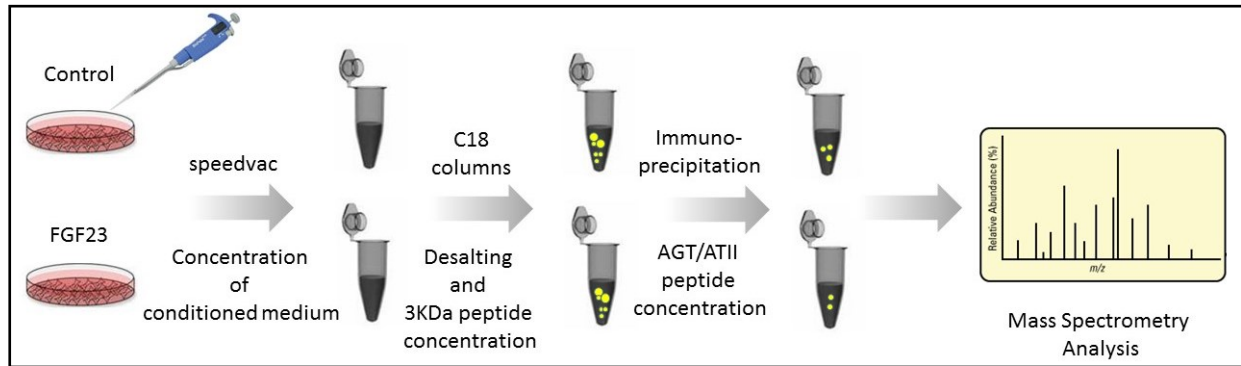 Control
FGF23
speedvac
Concentration
of
conditioned medium
C18
columns
Desalting
and
3KDa peptide
concentration
Immuno-
precipitation
AGT/ATII
peptide
concentration
Relative Abundance (%)
m/z
Mass Spectrometry
Analysis